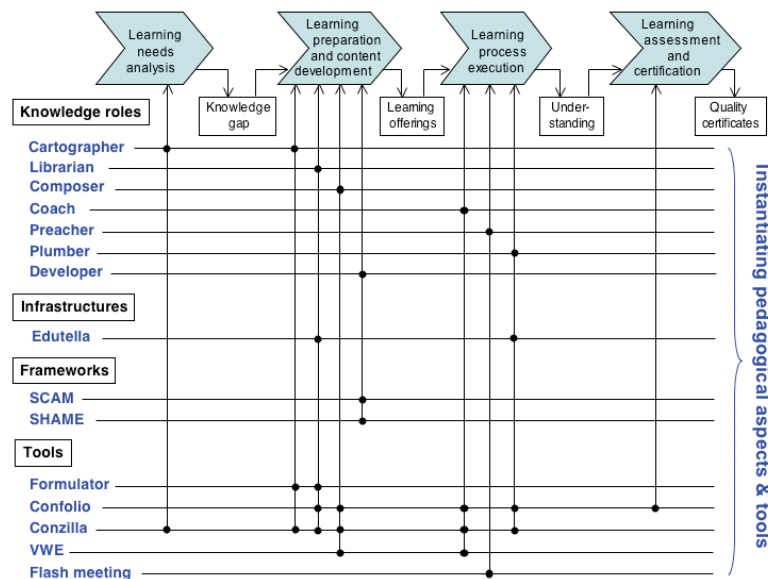 Learning
needs
analysis
Learning
preparation
and content
development
Learning
process
execution
Learning
assessment
and
certification
Knowledge
gap
Learning
offerings
Under-
standing
Quality
certificates
Knowledge roles
Cartographer
Librarian
Composer
Coach
Preacher
Plumber
Developer
Infrastructures
Edutella
Frameworks
SCAM
SHAME
Tools
Formulator
Confolio
Conzilla
VWE
Flash meeting
Instantiating pedagogical aspects & tools